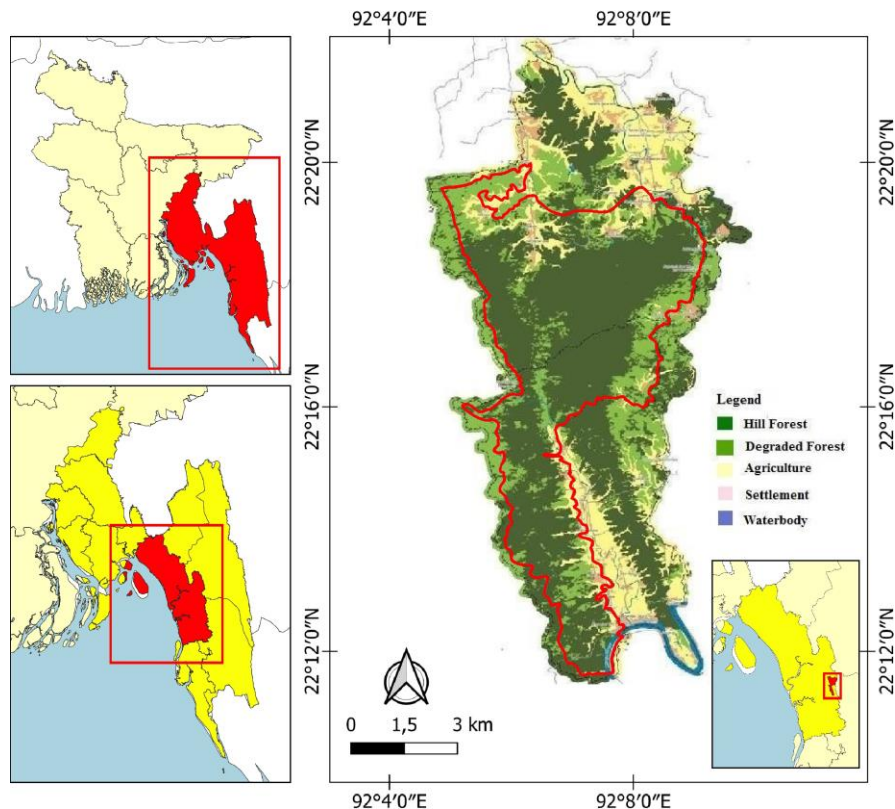 92°4'0"E 92°8'0"E
22°20'0"N
22°20'0"N
22°16'0"N
22°16'0"N
Legend
Hill Forest
Degraded Forest
Agriculture
Settlement
Waterbody
22°12'0"N
22°12'0"N
0 1,5 3 km
92°4'0"E 92°8'0"E